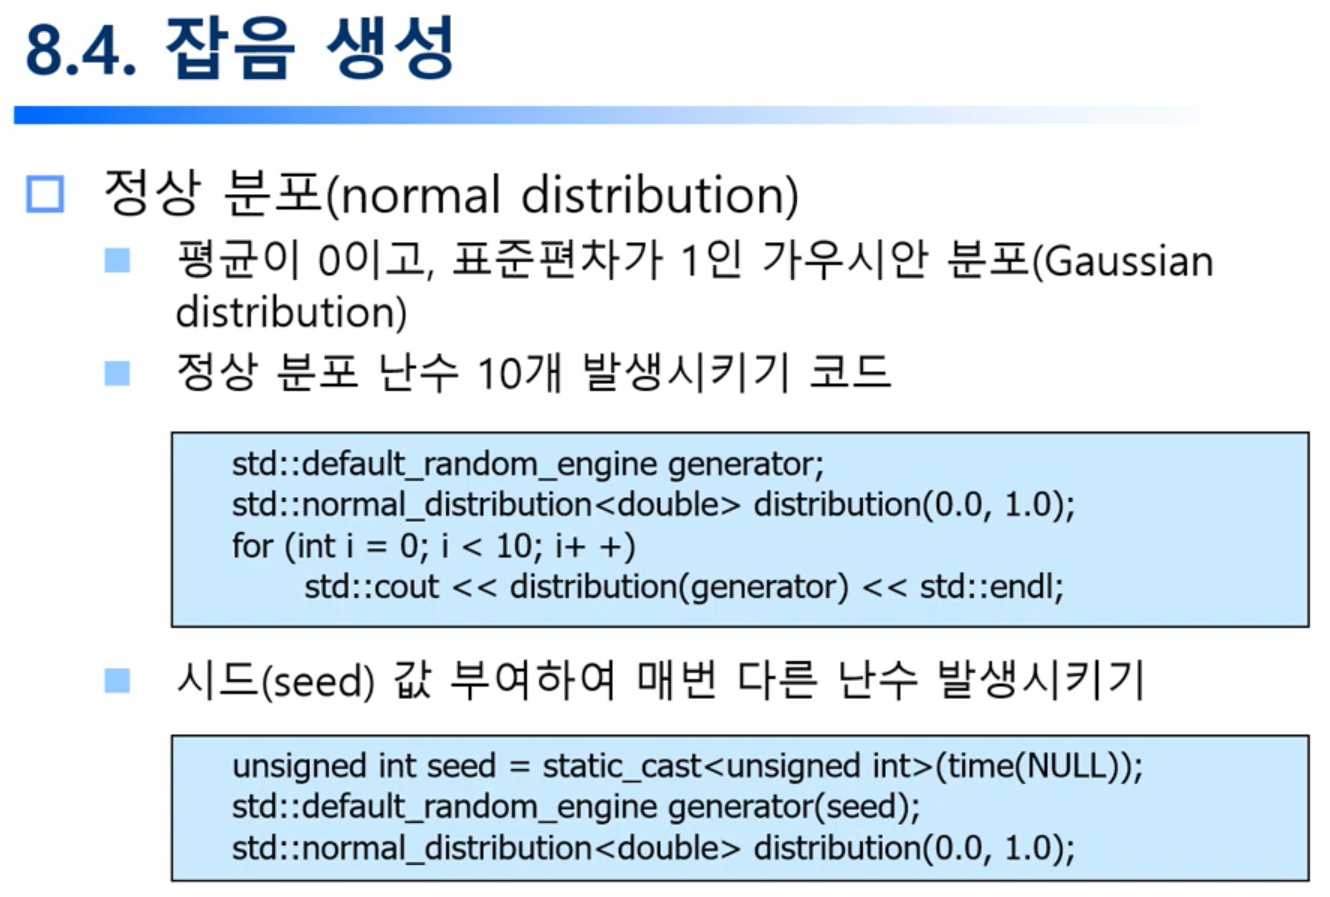 8.4. 잡음 생성
정상 분포(normal distribution)
평균이 0이고, 표준편차가 1인 가우시안 분포(Gaussian
distribution)
정상 분포 난수 10개 발생시키기 코드
std::default_random_engine generator;
std::normal_distribution<double> distribution(0.0, 1.0);
for (int i = 0; i < 10; i+ +)
std::cout << distribution(generator) << std::endl;
시드(seed) 값 부여하여 매번 다른 난수 발생시키기
unsigned int seed = static_cast<unsigned int>(time(NULL));
std::default_random_engine generator(seed);
std::normal_distribution<double> distribution(0.0, 1.0);